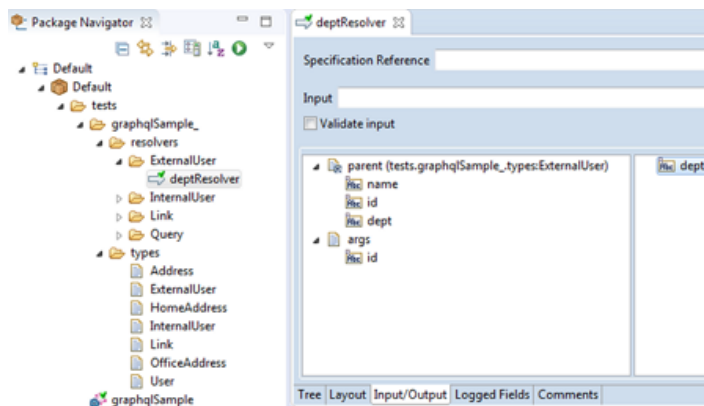 Package Navigator
Default
Default
tests
graphqlSample_
resolvers
ExternalUser
deptResolver
InternalUser
Link
Query
types
Address
ExternalUser
HomeAddress
InternalUser
Link
OfficeAddress
User
graphqlSample
deptResolver
Specification Reference
Input
Validate input
parent (tests.graphqlSample_.types:ExternalUser)
name
id
dept
args
id
dept
Tree Layout Input/Output Logged Fields Comments